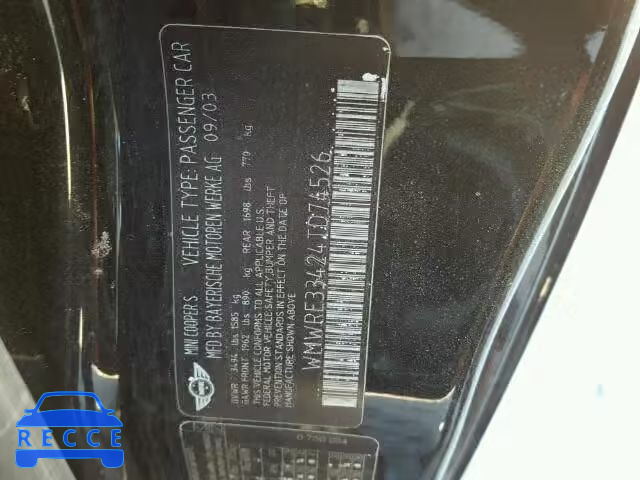 MINI COOPER S VEHICLE TYPE: PASSENGER CAR
MFD BY BAYERISCHE MOTOREN WERKE AG 09/03
GVWR : 3494 lbs 1585 kg
GAWR FRONT :1962 lbs 890 kg REAR 1698 lbs 770 kg
THIS VEHICLE CONFORMS TO ALL APPLICABLE U.S.
FEDERAL MOTOR VEHICLE SAFETY, BUMPER AND THEFT
PREVENTION STANDARDS IN EFFECT ON THE DATE OF
MANUFACTURE SHOWN ABOVE.
WMWRE33424TD74526
RECCE